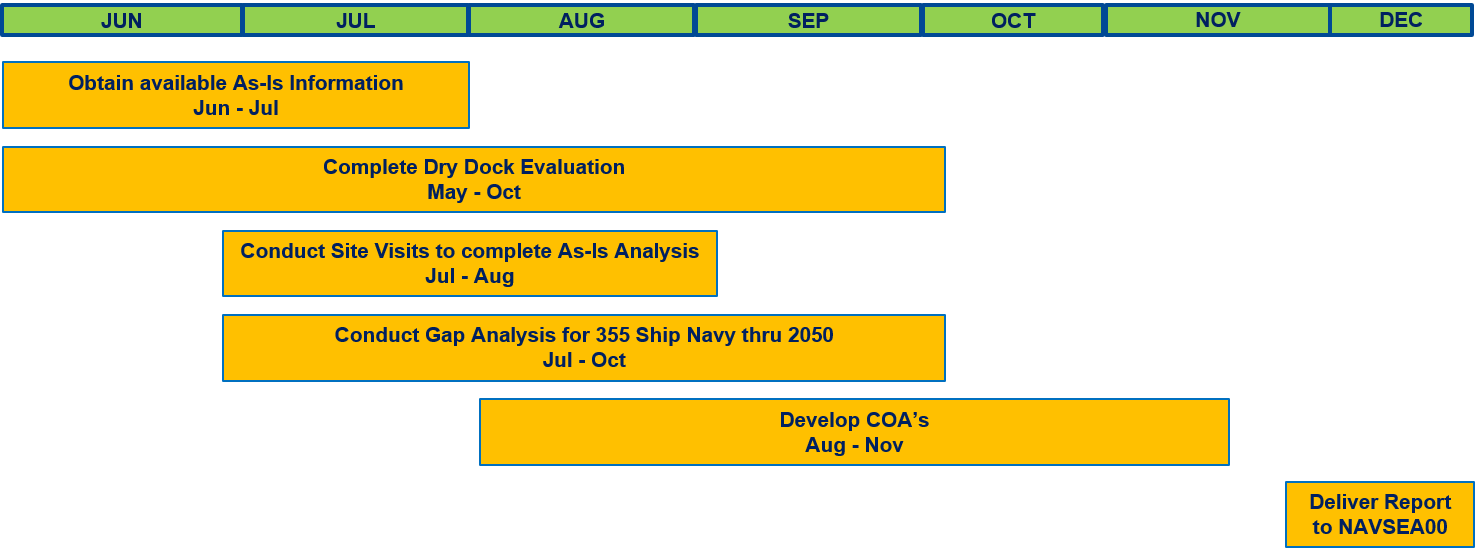 JUN JUL AUG SEP OCT NOV DEC
Obtain available As-Is Information
Jun - Jul
Complete Dry Dock Evaluation
May - Oct
Conduct Site Visits to complete As-Is Analysis
Jul - Aug
Conduct Gap Analysis for 355 Ship Navy thru 2050
Jul - Oct
Develop COA’s
Aug - Nov
Deliver Report
to NAVSEA00